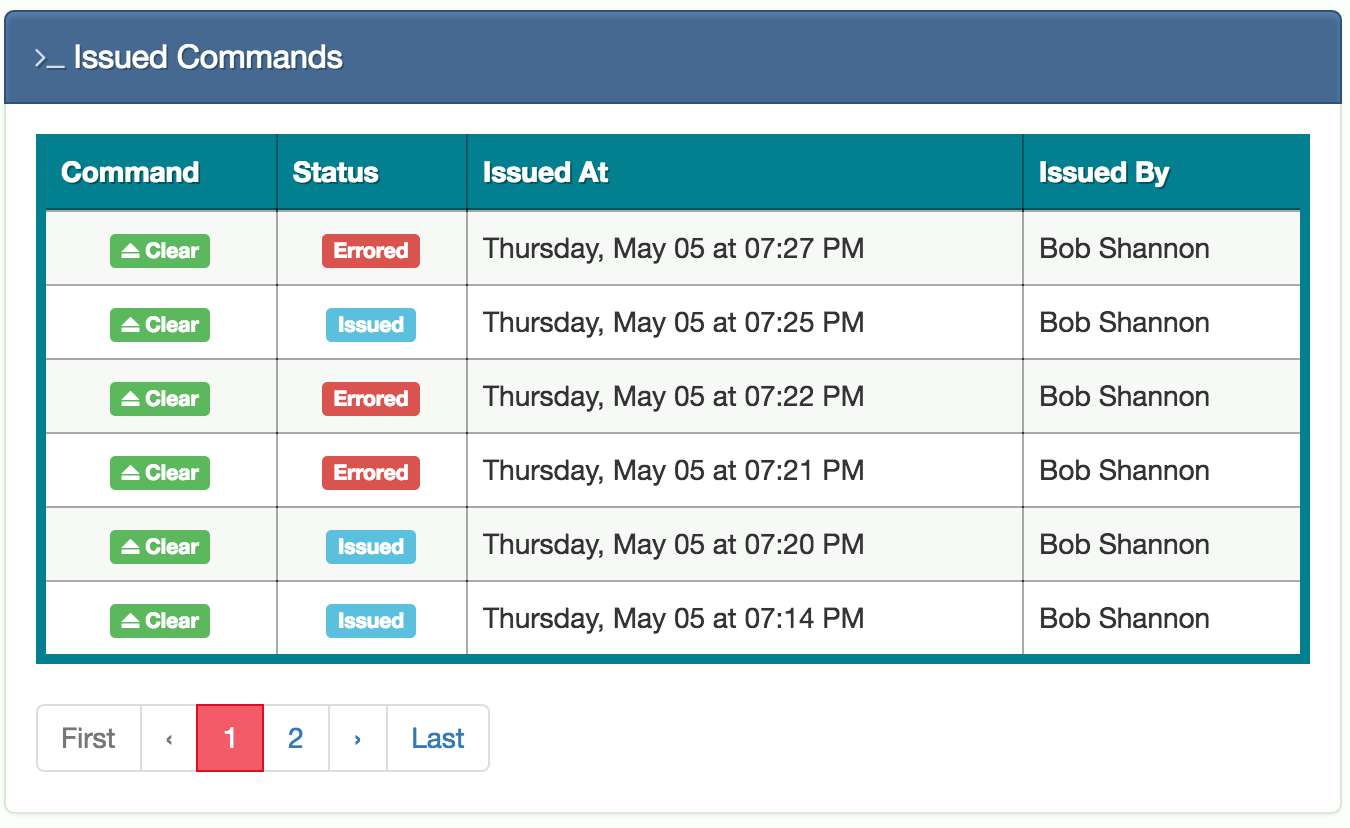 >_ Issued Commands
Command Status Issued At Issued By
Clear Errored Thursday, May 05 at 07:27 PM Bob Shannon
Clear Issued Thursday, May 05 at 07:25 PM Bob Shannon
Clear Errored Thursday, May 05 at 07:22 PM Bob Shannon
Clear Errored Thursday, May 05 at 07:21 PM Bob Shannon
Clear Issued Thursday, May 05 at 07:20 PM Bob Shannon
Clear Issued Thursday, May 05 at 07:14 PM Bob Shannon
First ‹ 1 2 › Last